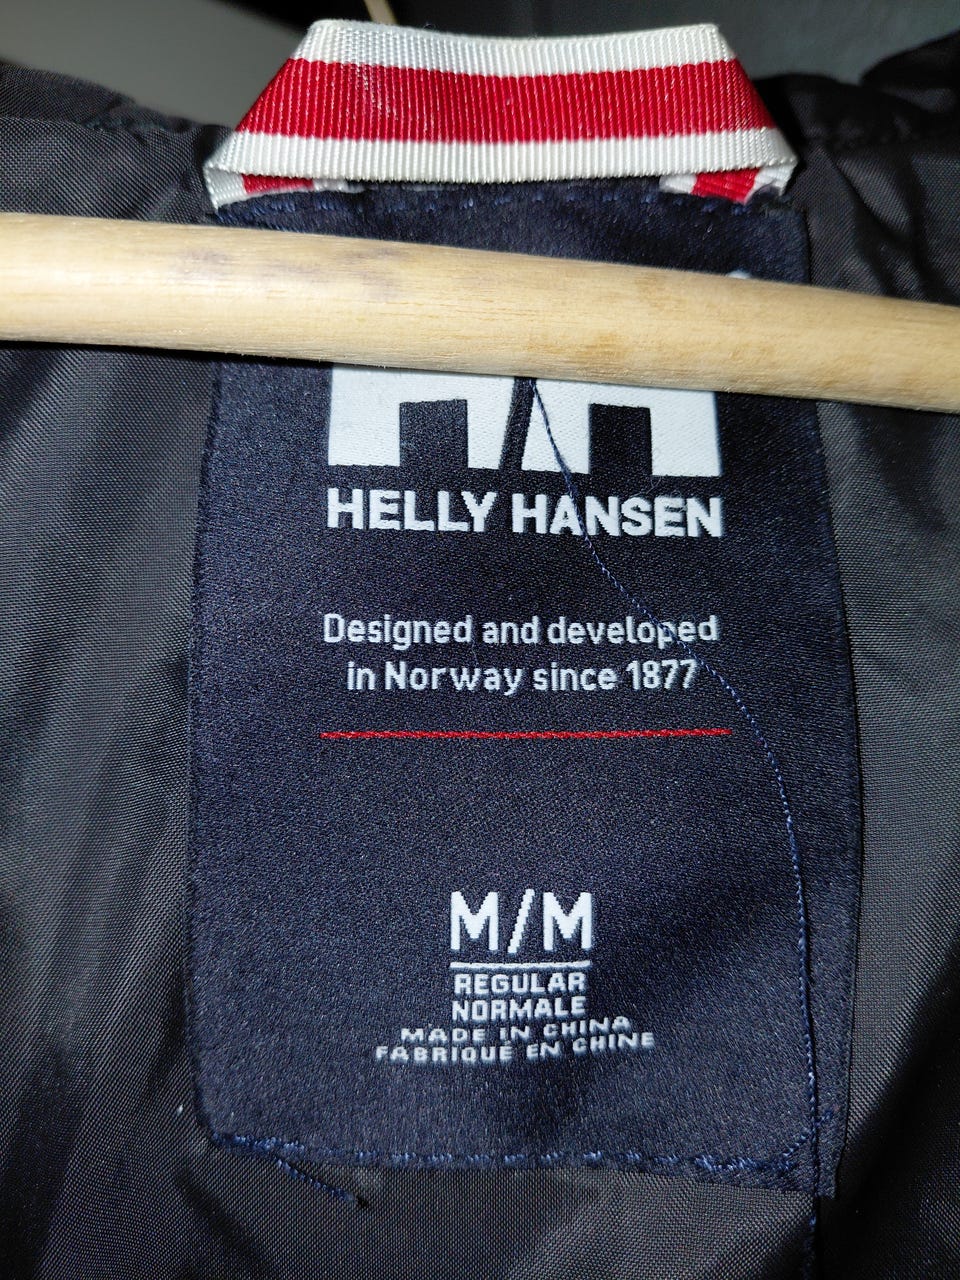 HH
HELLY HANSEN
Designed and developed
in Norway since 1877
M/M
REGULAR
NORMALE
MADE IN CHINA
FABRIQUÉ EN CHINE